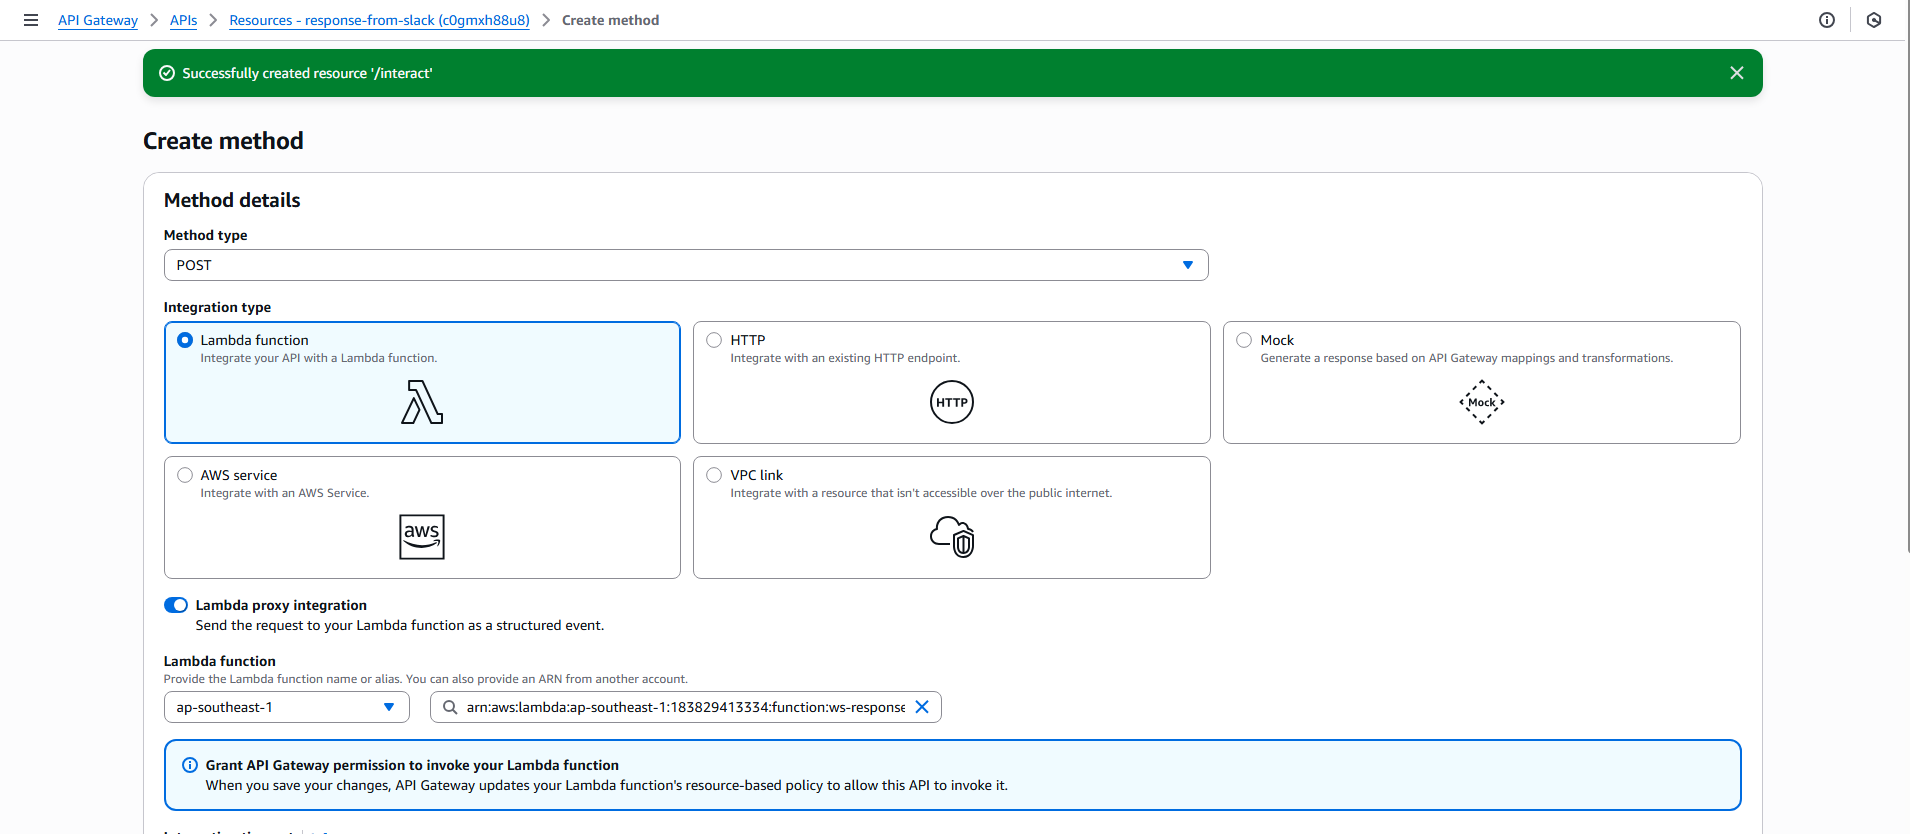 API Gateway > APIs > Resources - response-from-slack (c0gmxh88u8) > Create method
Successfully created resource '/interact'
Create method
Method details
Method type
POST
Integration type
Lambda function
Integrate your API with a Lambda function.
HTTP
Integrate with an existing HTTP endpoint.
HTTP
Mock
Generate a response based on API Gateway mappings and transformations.
Mock
AWS service
Integrate with an AWS Service.
aws
VPC link
Integrate with a resource that isn't accessible over the public internet.
Lambda proxy integration
Send the request to your Lambda function as a structured event.
Lambda function
Provide the Lambda function name or alias. You can also provide an ARN from another account.
ap-southeast-1
arn:aws:lambda:ap-southeast-1:183829413334:function:ws-response
Grant API Gateway permission to invoke your Lambda function
When you save your changes, API Gateway updates your Lambda function's resource-based policy to allow this API to invoke it.